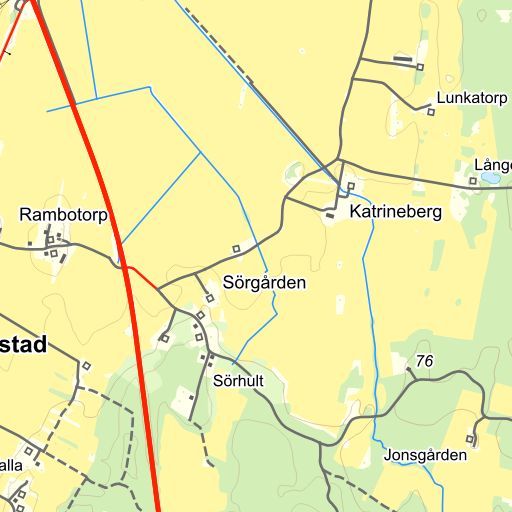 Lunkatorp
Långe
Rambotorp
Katrineberg
Sörgården
stad
76
Sörhult
Jonsgården
alla